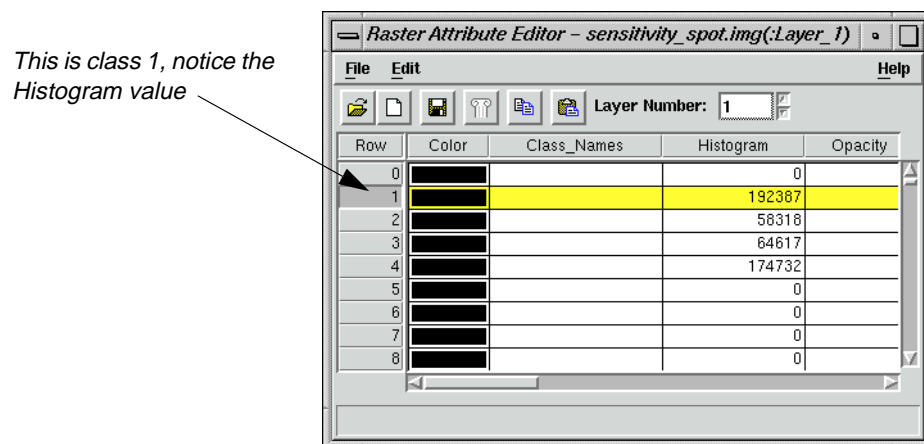 This is class 1, notice the
Histogram value
Raster Attribute Editor – sensitivity_spot.img(:Layer_1)
File Edit Help
Layer Number: 1
Row Color Class_Names Histogram Opacity
0 0
1 192387
2 58318
3 64617
4 174732
5 0
6 0
7 0
8 0